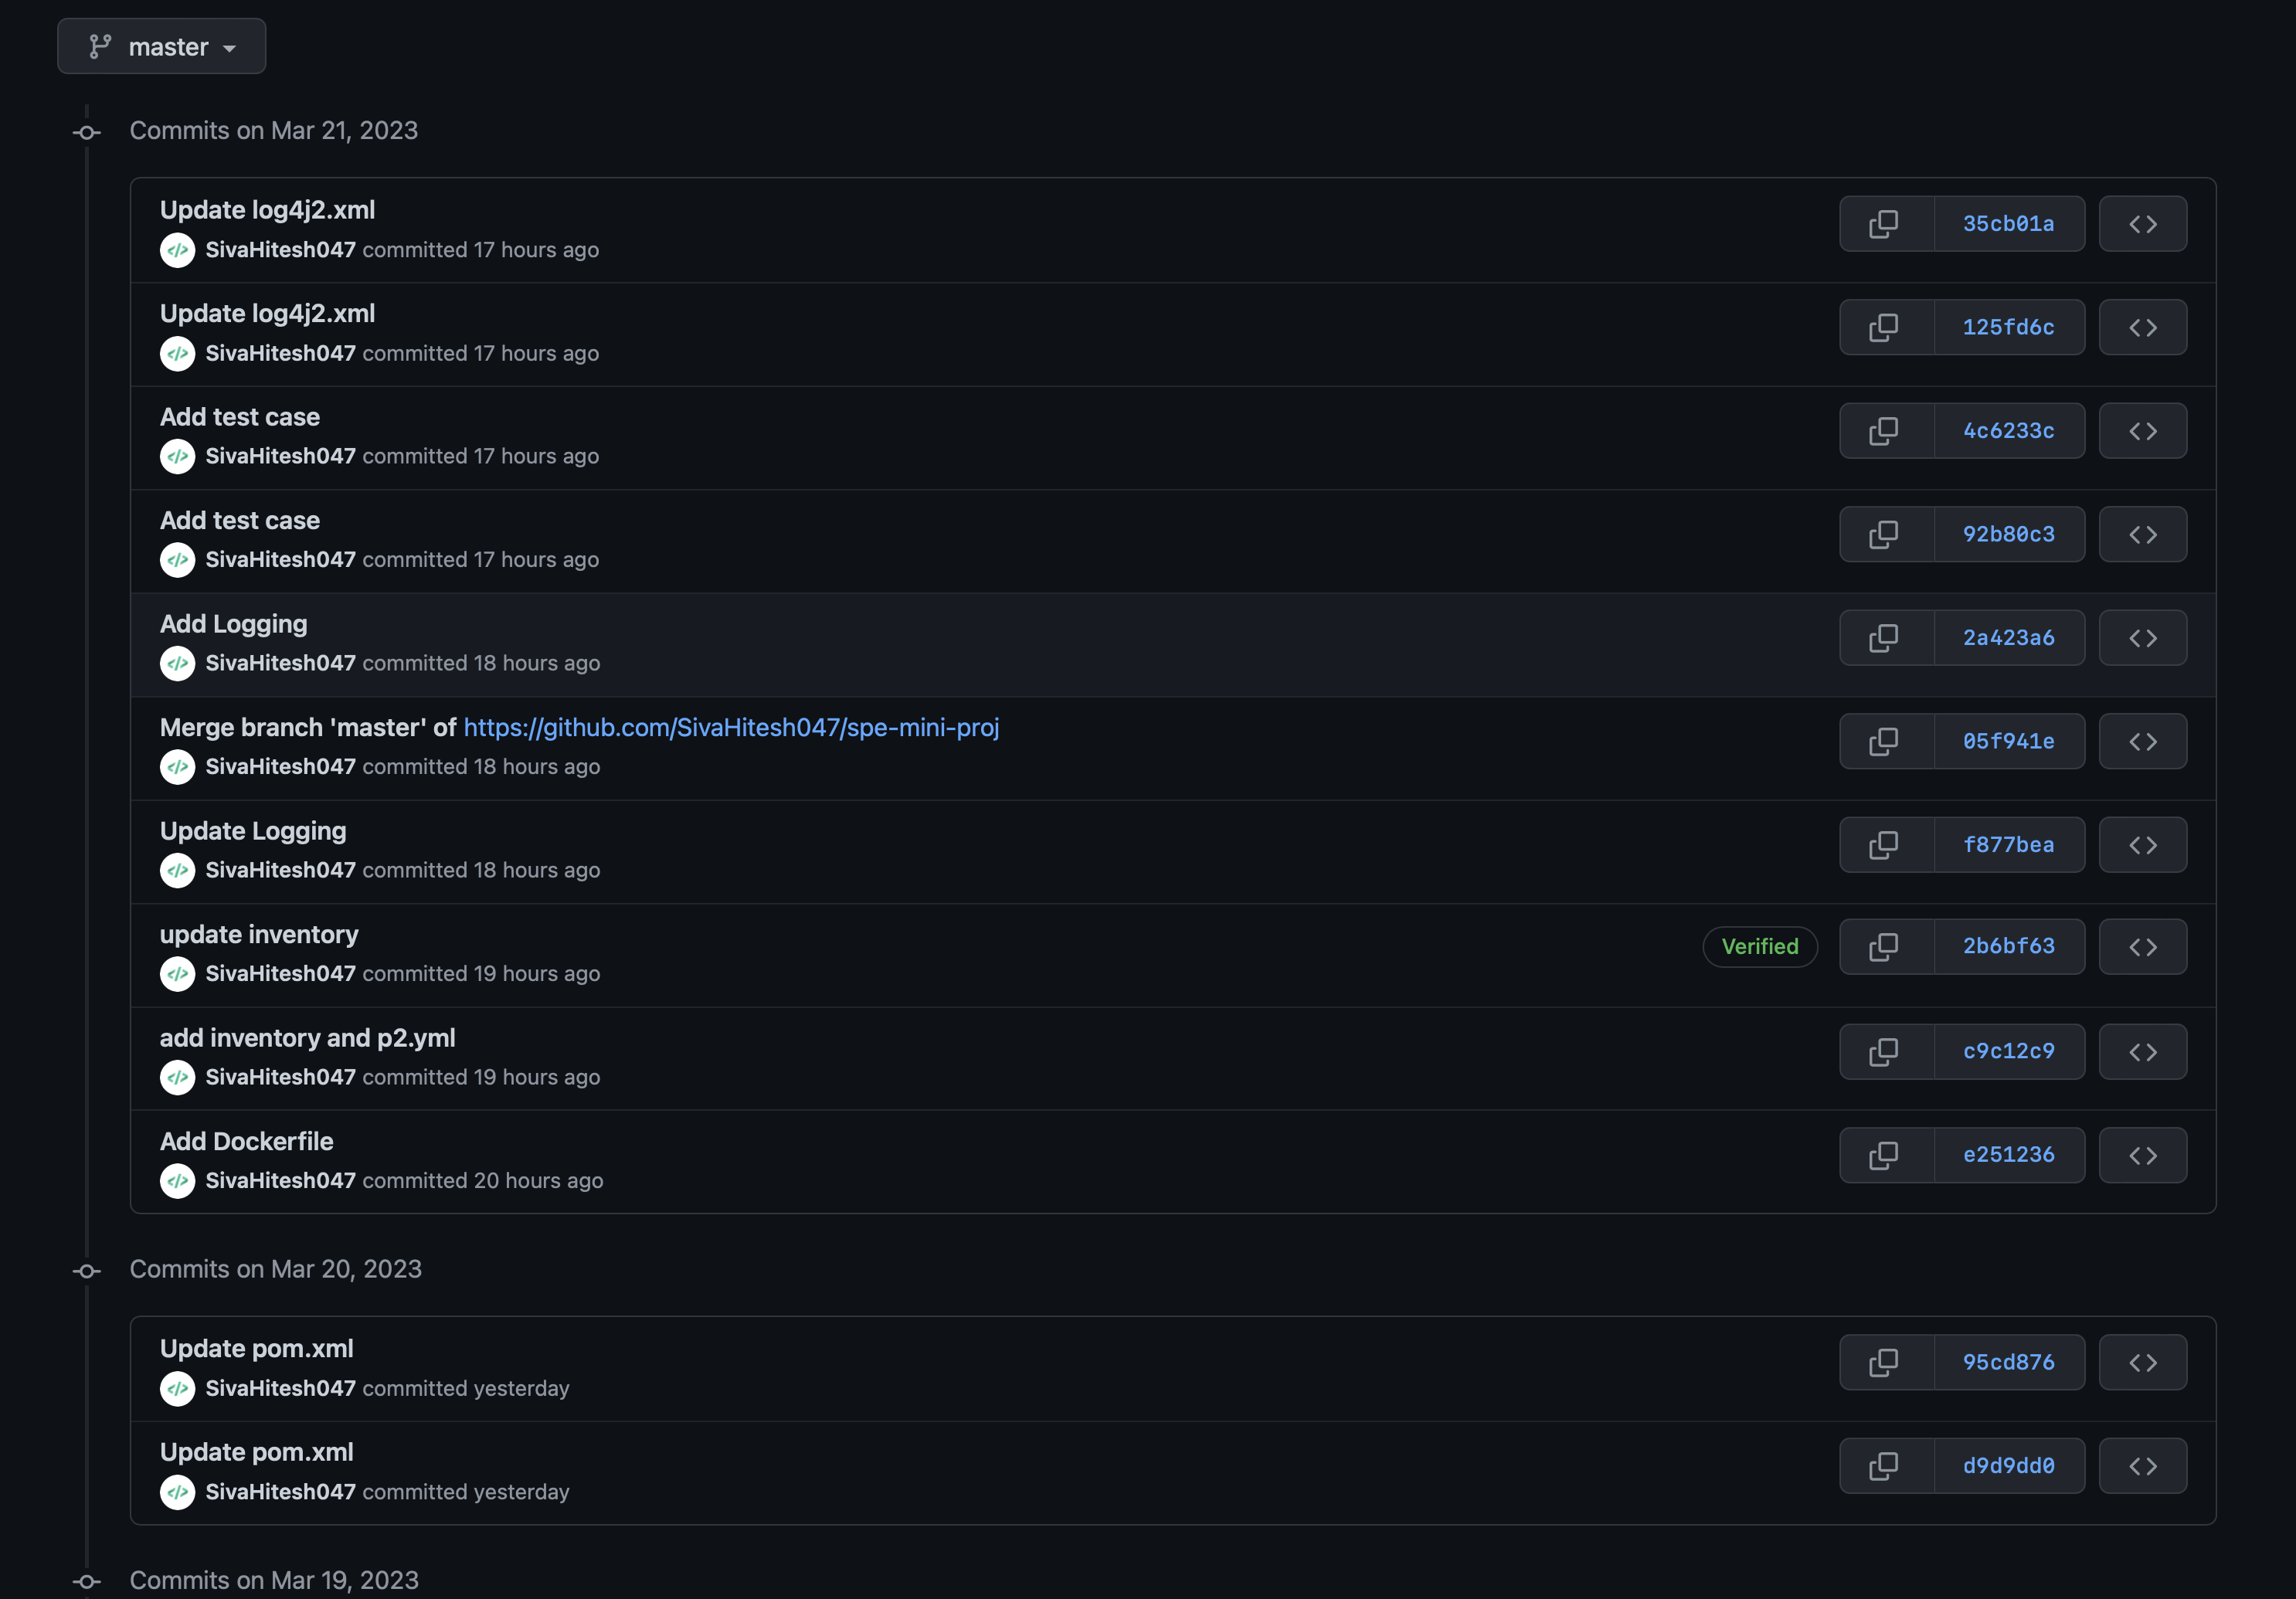 master
Commits on Mar 21, 2023
Update log4j2.xml
SivaHitesh047 committed 17 hours ago
35cb01a
Update log4j2.xml
SivaHitesh047 committed 17 hours ago
125fd6c
Add test case
SivaHitesh047 committed 17 hours ago
4c6233c
Add test case
SivaHitesh047 committed 17 hours ago
92b80c3
Add Logging
SivaHitesh047 committed 18 hours ago
2a423a6
Merge branch 'master' of https://github.com/SivaHitesh047/spe-mini-proj
SivaHitesh047 committed 18 hours ago
05f941e
Update Logging
SivaHitesh047 committed 18 hours ago
f877bea
update inventory
SivaHitesh047 committed 19 hours ago
Verified 2b6bf63
add inventory and p2.yml
SivaHitesh047 committed 19 hours ago
c9c12c9
Add Dockerfile
SivaHitesh047 committed 20 hours ago
e251236
Commits on Mar 20, 2023
Update pom.xml
SivaHitesh047 committed yesterday
95cd876
Update pom.xml
SivaHitesh047 committed yesterday
d9d9dd0
Commits on Mar 19, 2023